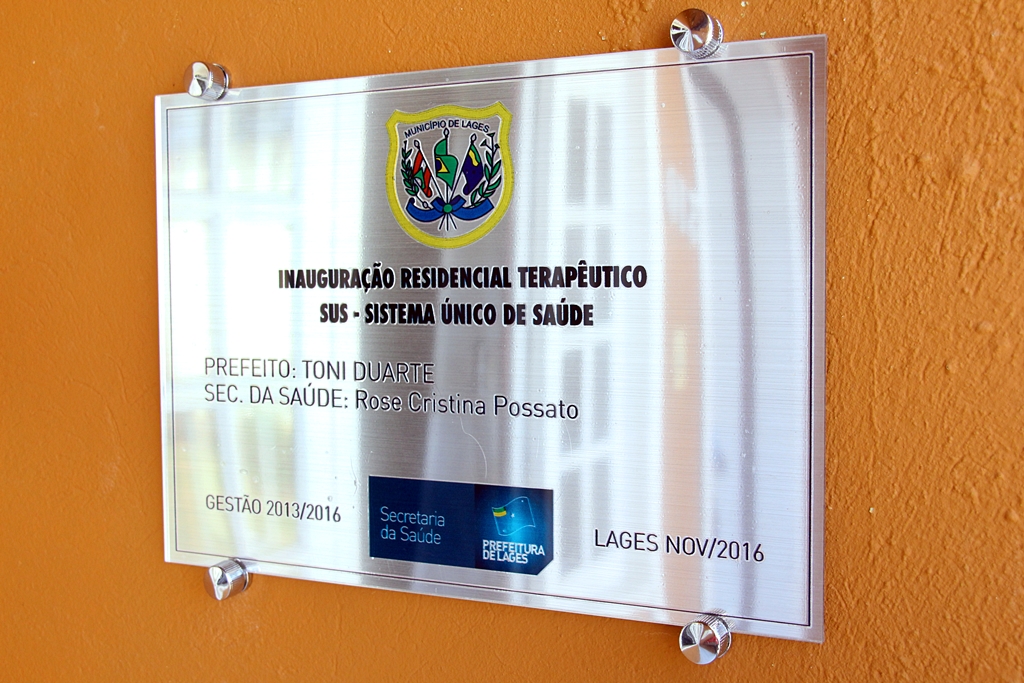 MUNICÍPIO DE LAGES
INAUGURAÇÃO RESIDENCIAL TERAPÊUTICO
SUS - SISTEMA ÚNICO DE SAÚDE
PREFEITO: TONI DUARTE
SEC. DA SAÚDE: Rose Cristina Possato
GESTÃO 2013/2016
Secretaria
da Saúde
PREFEITURA
DE LAGES
LAGES NOV/2016